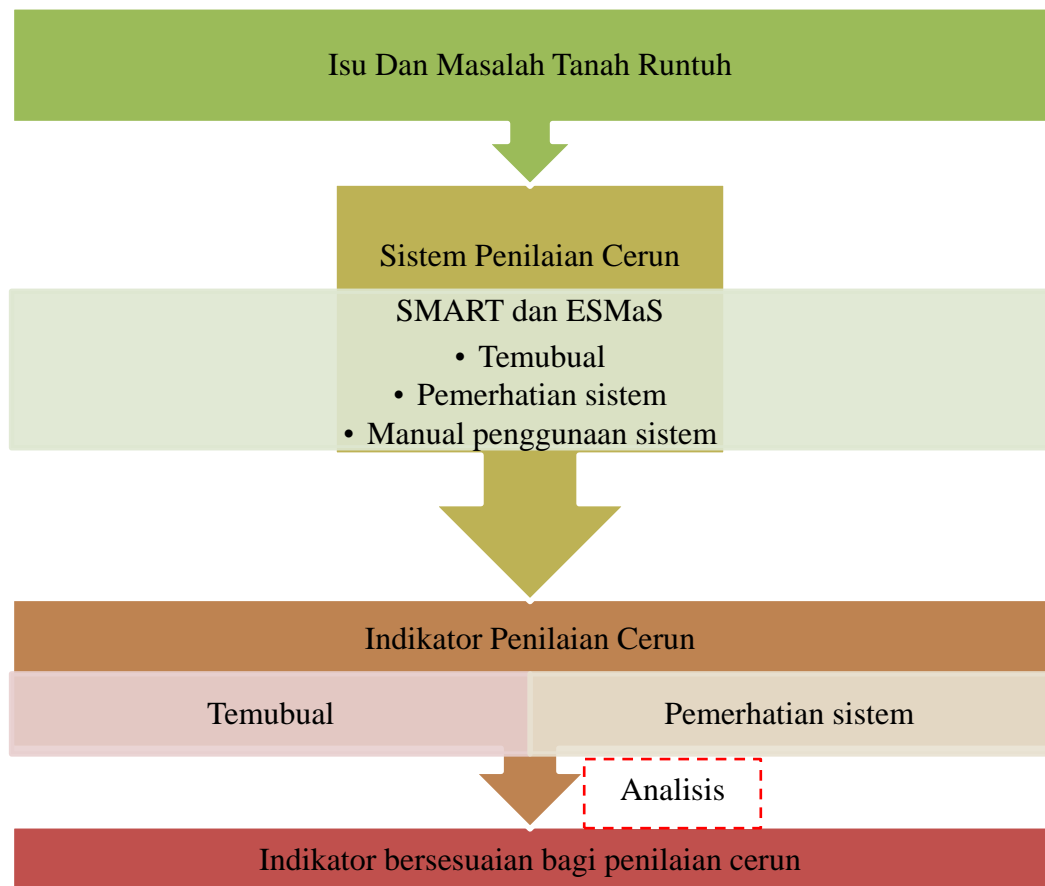 Isu Dan Masalah Tanah Runtuh
Sistem Penilaian Cerun
SMART dan ESMaS
• Temubual
• Pemerhatian sistem
• Manual penggunaan sistem
Indikator Penilaian Cerun
Temubual
Pemerhatian sistem
Analisis
Indikator bersesuaian bagi penilaian cerun